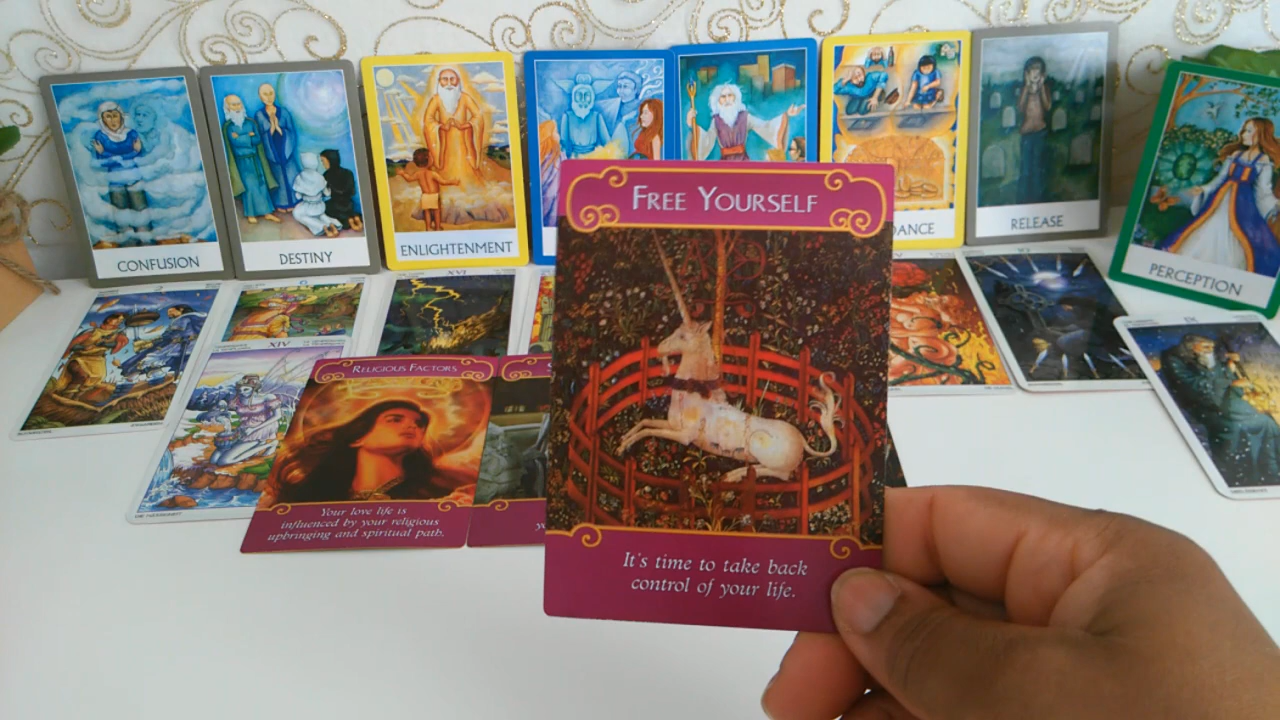 CONFUSION
DESTINY
ENLIGHTENMENT
RELEASE
PERCEPTION
XVI
XIV
RELIGIOUS FACTORS
Your love life is
influenced by your religious
upbringing and spiritual path.
FREE YOURSELF
It's time to take back
control of your life.